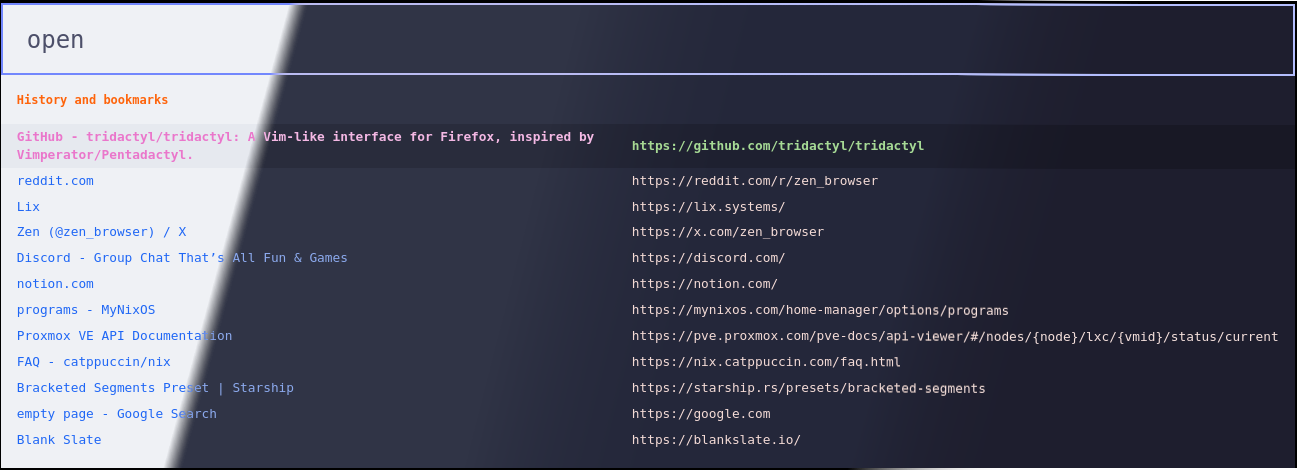 open
History and bookmarks
GitHub - tridactyl/tridactyl: A Vim-like interface for Firefox, inspired by
Vimperator/Pentadactyl.
https://github.com/tridactyl/tridactyl
reddit.com https://reddit.com/r/zen_browser
Lix https://lix.systems/
Zen (@zen_browser) / X https://x.com/zen_browser
Discord - Group Chat That’s All Fun & Games https://discord.com/
notion.com https://notion.com/
programs - MyNixOS https://mynixos.com/home-manager/options/programs
Proxmox VE API Documentation https://pve.proxmox.com/pve-docs/api-viewer/#/nodes/{node}/lxc/{vmid}/status/current
FAQ - catppuccin/nix https://nix.catppuccin.com/faq.html
Bracketed Segments Preset | Starship https://starship.rs/presets/bracketed-segments
empty page - Google Search https://google.com
Blank Slate https://blankslate.io/